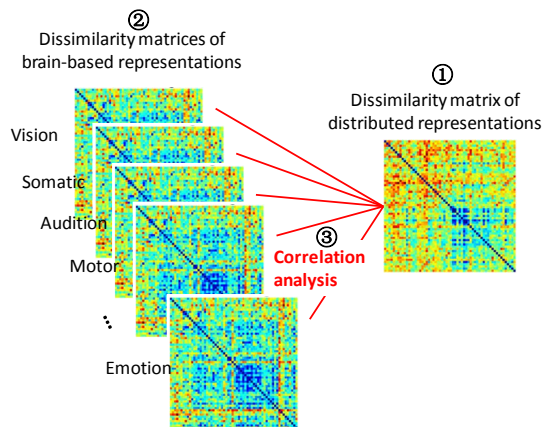 ②
Dissimilarity matrices of
brain-based representations
①
Dissimilarity matrix of
distributed representations
Vision
Somatic
Audition
Motor
...
Emotion
③
Correlation
analysis